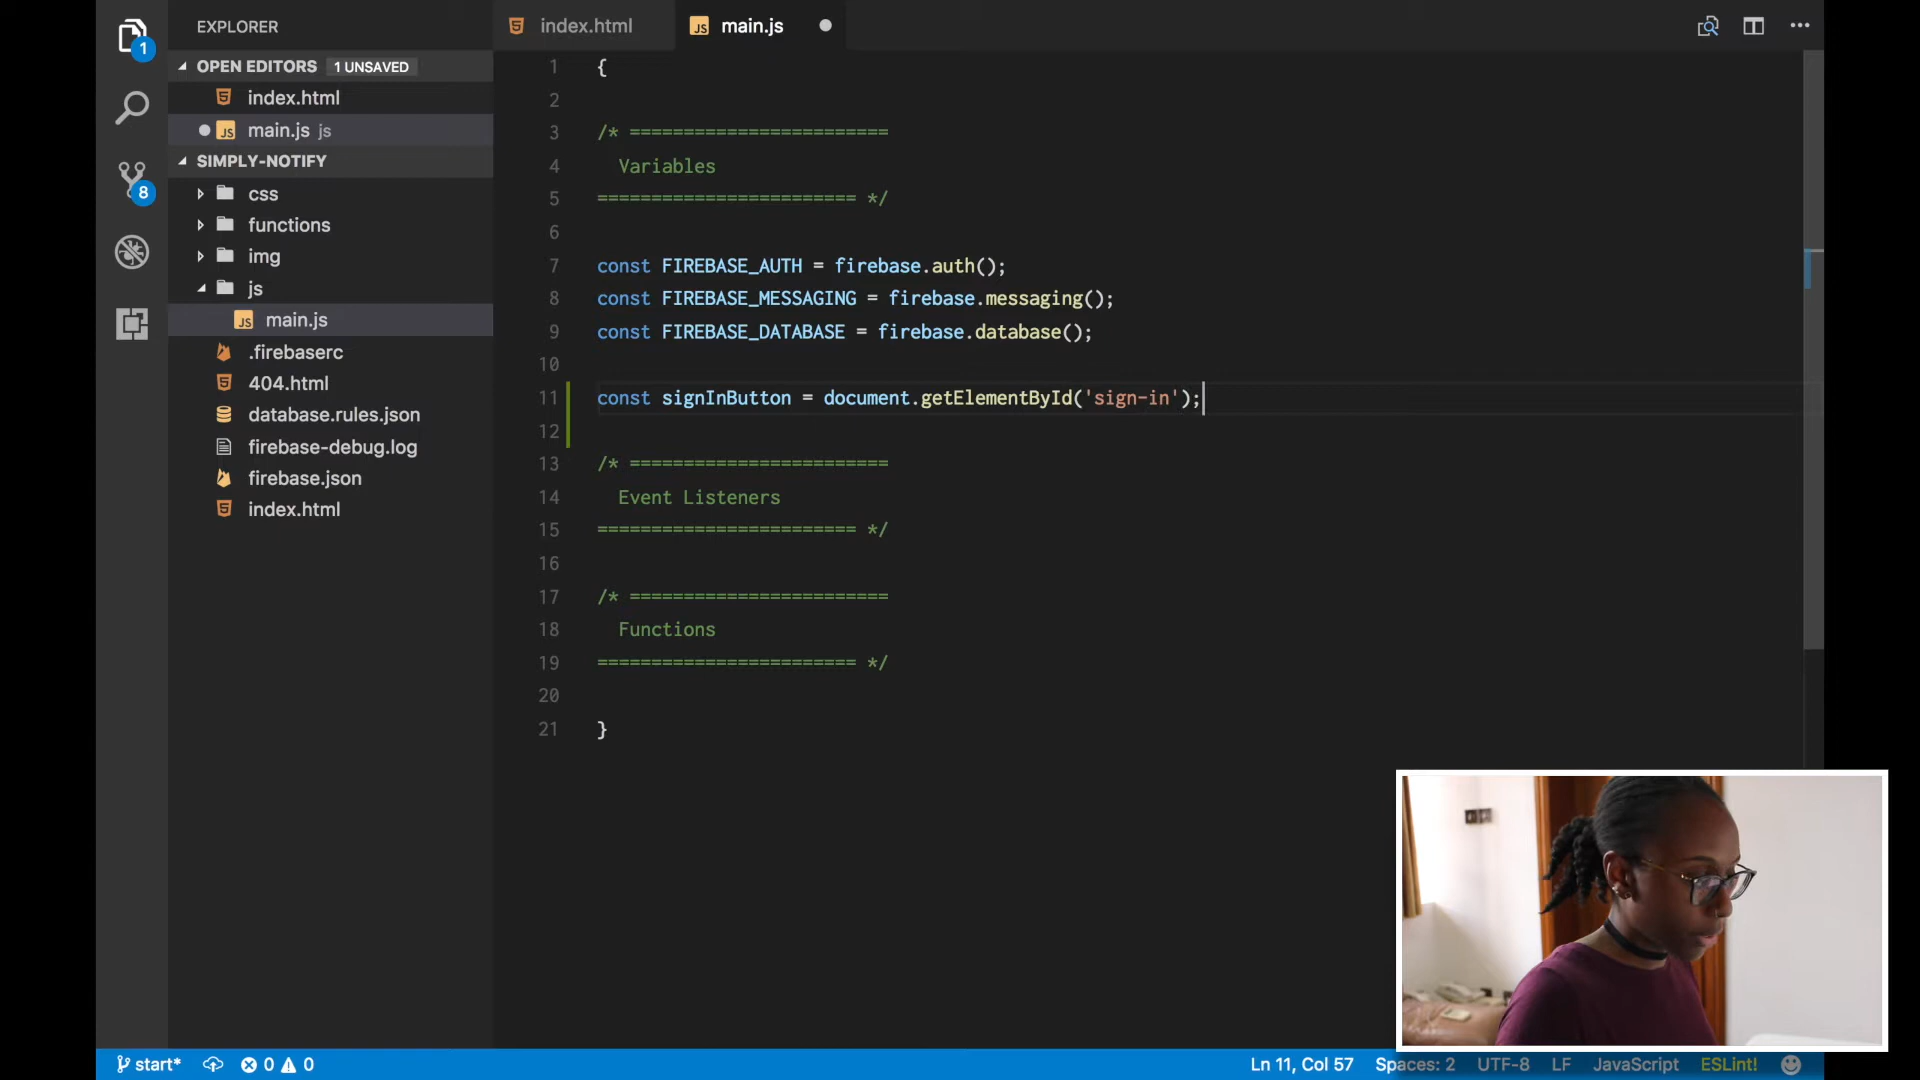 EXPLORER
index.html
main.js
OPEN EDITORS 1 UNSAVED
index.html
main.js js
SIMPLY-NOTIFY
css
functions
img
js
main.js
.firebaserc
404.html
database.rules.json
firebase-debug.log
firebase.json
index.html
1
8
1 {
2
3 /* ========================
4 Variables
5 ======================== */
6
7 const FIREBASE_AUTH = firebase.auth();
8 const FIREBASE_MESSAGING = firebase.messaging();
9 const FIREBASE_DATABASE = firebase.database();
10
11 const signInButton = document.getElementById('sign-in');
12
13 /* ========================
14 Event Listeners
15 ======================== */
16
17 /* ========================
18 Functions
19 ======================== */
20
21 }
start* 0 0 Ln 11, Col 57 Spaces: 2 UTF-8 LF JavaScript ESLint!